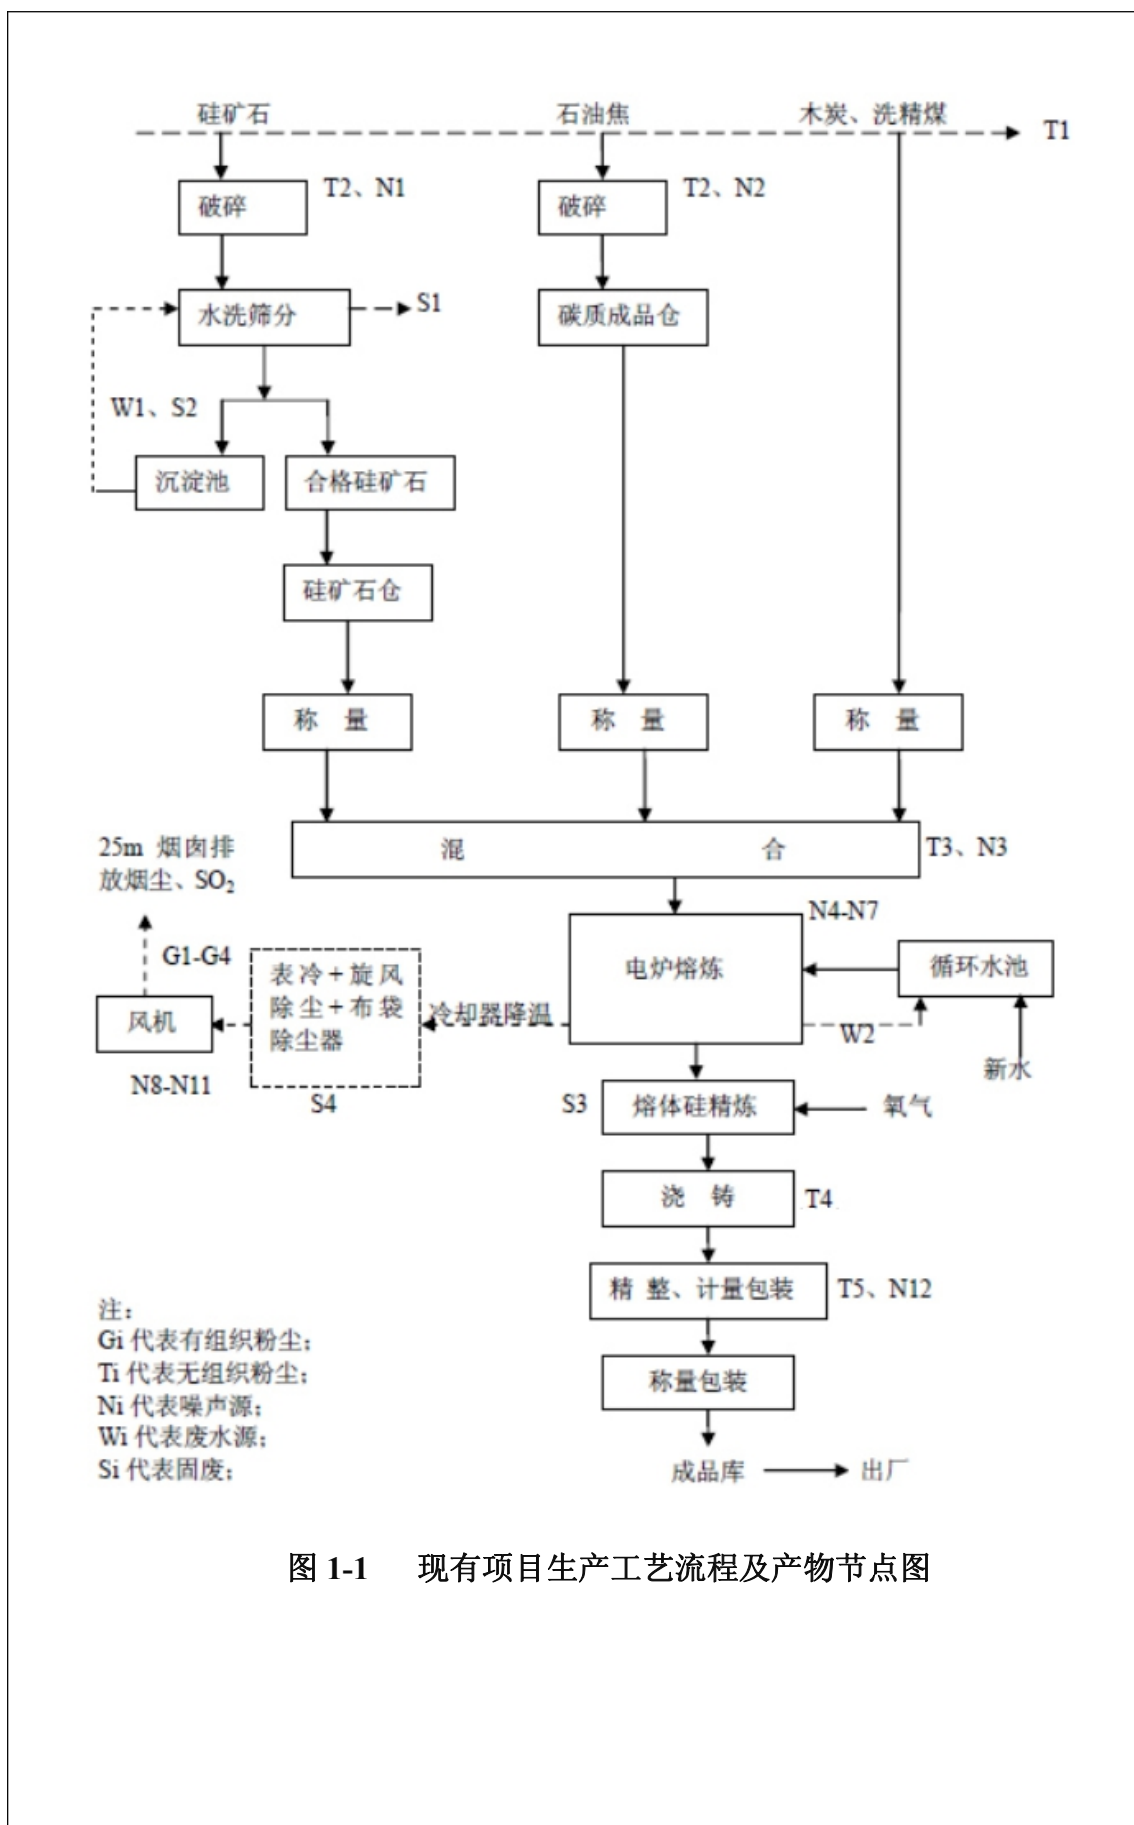 硅矿石
石油焦
木炭、洗精煤
T1
T2、N1
T2、N2
破碎
破碎
水洗筛分
S1
碳质成品仓
W1、S2
沉淀池
合格硅矿石
硅矿石仓
称 量
称 量
称 量
25m 烟囱排
放烟尘、SO2
混 合
T3、N3
N4-N7
G1-G4
表冷+旋风
除尘+布袋
除尘器
电炉熔炼
循环水池
风机
冷却器降温
W2
新水
N8-N11
S4
S3
熔体硅精炼
氧气
浇 铸
T4
精 整、计量包装
T5、N12
称量包装
成品库
出厂
注：
Gi 代表有组织粉尘；
Ti 代表无组织粉尘；
Ni 代表噪声源；
Wi 代表废水源；
Si 代表固废；
图 1-1 现有项目生产工艺流程及产物节点图